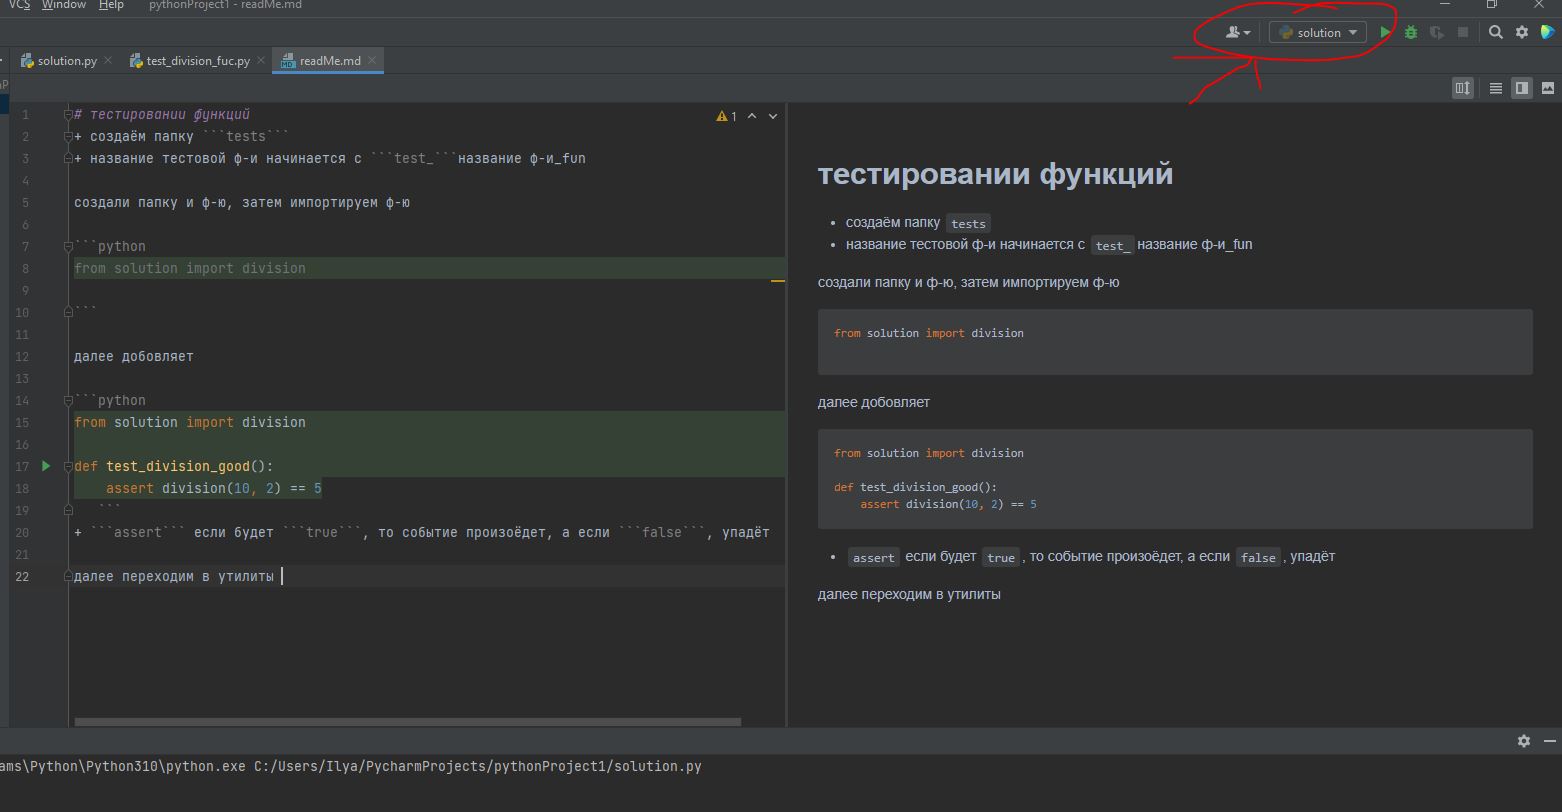 VCS Window Help pythonProject1 - readMe.md
solution
solution.py test_division_fuc.py readMe.md
1 # тестировании функций
1
2 + создаём папку ```tests```
3 + название тестовой ф-и начинается с ```test_```название ф-и_fun
4
5 создали папку и ф-ю, затем импортируем ф-ю
6
7 ```python
8 from solution import division
9
10 ```
11
12 далее добовляет
13
14 ```python
15 from solution import division
16
17 def test_division_good():
18 assert division(10, 2) == 5
19 ```
20 + ```assert``` если будет ```true```, то событие произоёдет, а если ```false```, упадёт
21
22 далее переходим в утилиты
тестировании функций
• создаём папку tests
• название тестовой ф-и начинается с test_ название ф-и_fun
создали папку и ф-ю, затем импортируем ф-ю
from solution import division
далее добовляет
from solution import division
def test_division_good():
assert division(10, 2) == 5
• assert если будет true , то событие произоёдет, а если false , упадёт
далее переходим в утилиты
ams\Python\Python310\python.exe C:/Users/Ilya/PycharmProjects/pythonProject1/solution.py